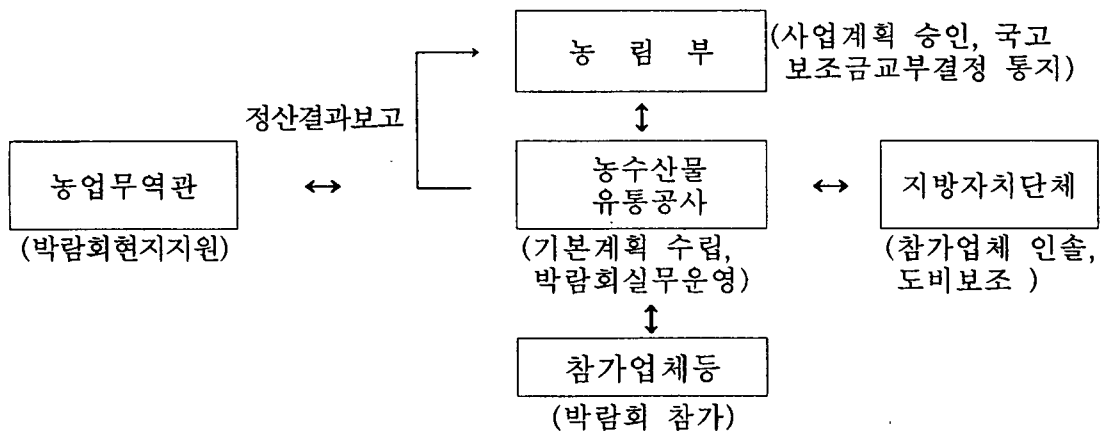 농 림 부
(사업계획 승인, 국고
보조금교부결정 통지)
정산결과보고
농업무역관
(박람회현지지원)
농수산물
유통공사
(기본계획 수립,
박람회실무운영)
지방자치단체
(참가업체 인솔,
도비보조 )
참가업체등
(박람회 참가)